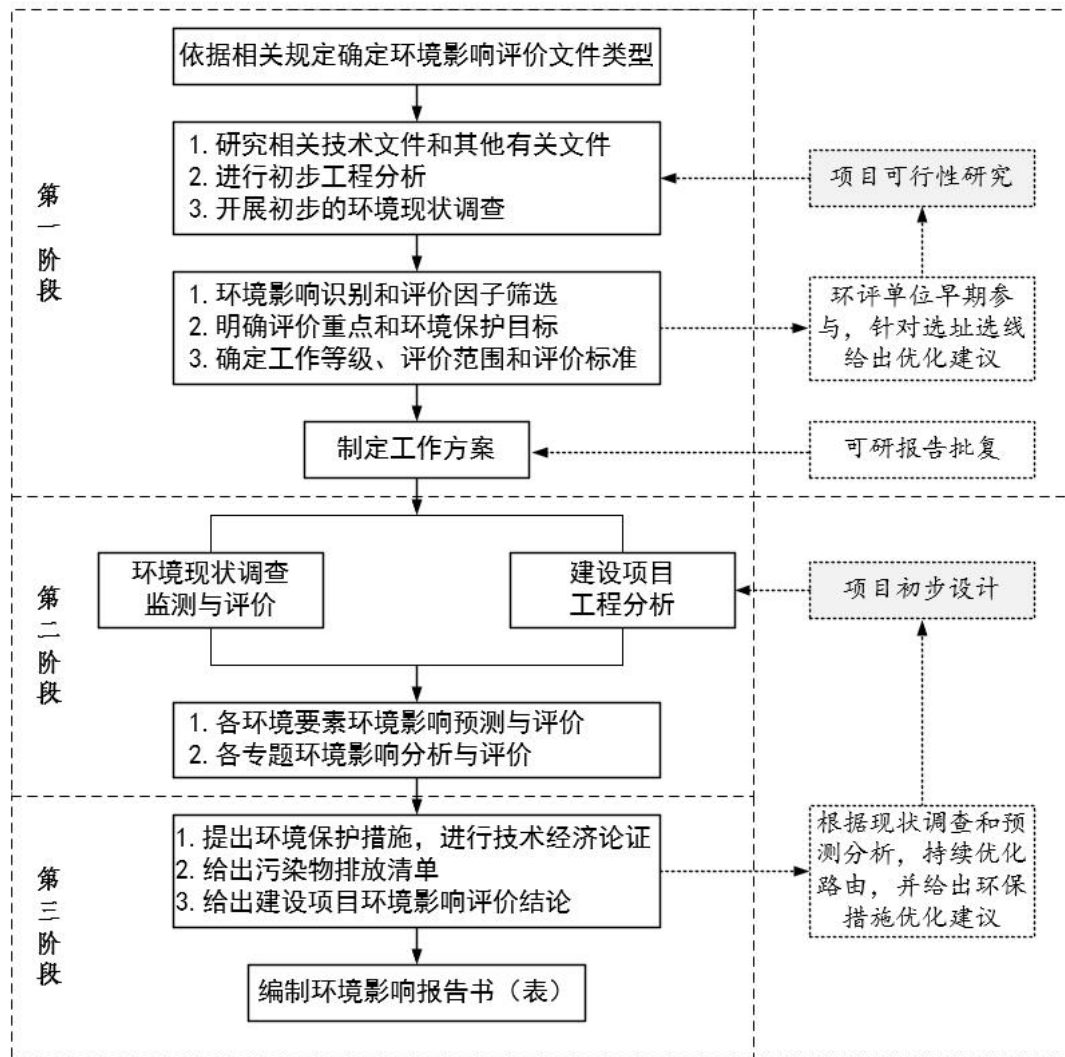 依据相关规定确定环境影响评价文件类型
第一阶段
1. 研究相关技术文件和其他有关文件
2. 进行初步工程分析
3. 开展初步的环境现状调查
项目可行性研究
1. 环境影响识别和评价因子筛选
2. 明确评价重点和环境保护目标
3. 确定工作等级、评价范围和评价标准
环评单位早期参
与，针对选址选线
给出优化建议
制定工作方案
可研报告批复
第二阶段
环境现状调查
监测与评价
建设项目
工程分析
项目初步设计
1. 各环境要素环境影响预测与评价
2. 各专题环境影响分析与评价
第三阶段
1. 提出环境保护措施，进行技术经济论证
2. 给出污染物排放清单
3. 给出建设项目环境影响评价结论
根据现状调查和预
测分析，持续优化
路由，并给出环保
措施优化建议
编制环境影响报告书（表）